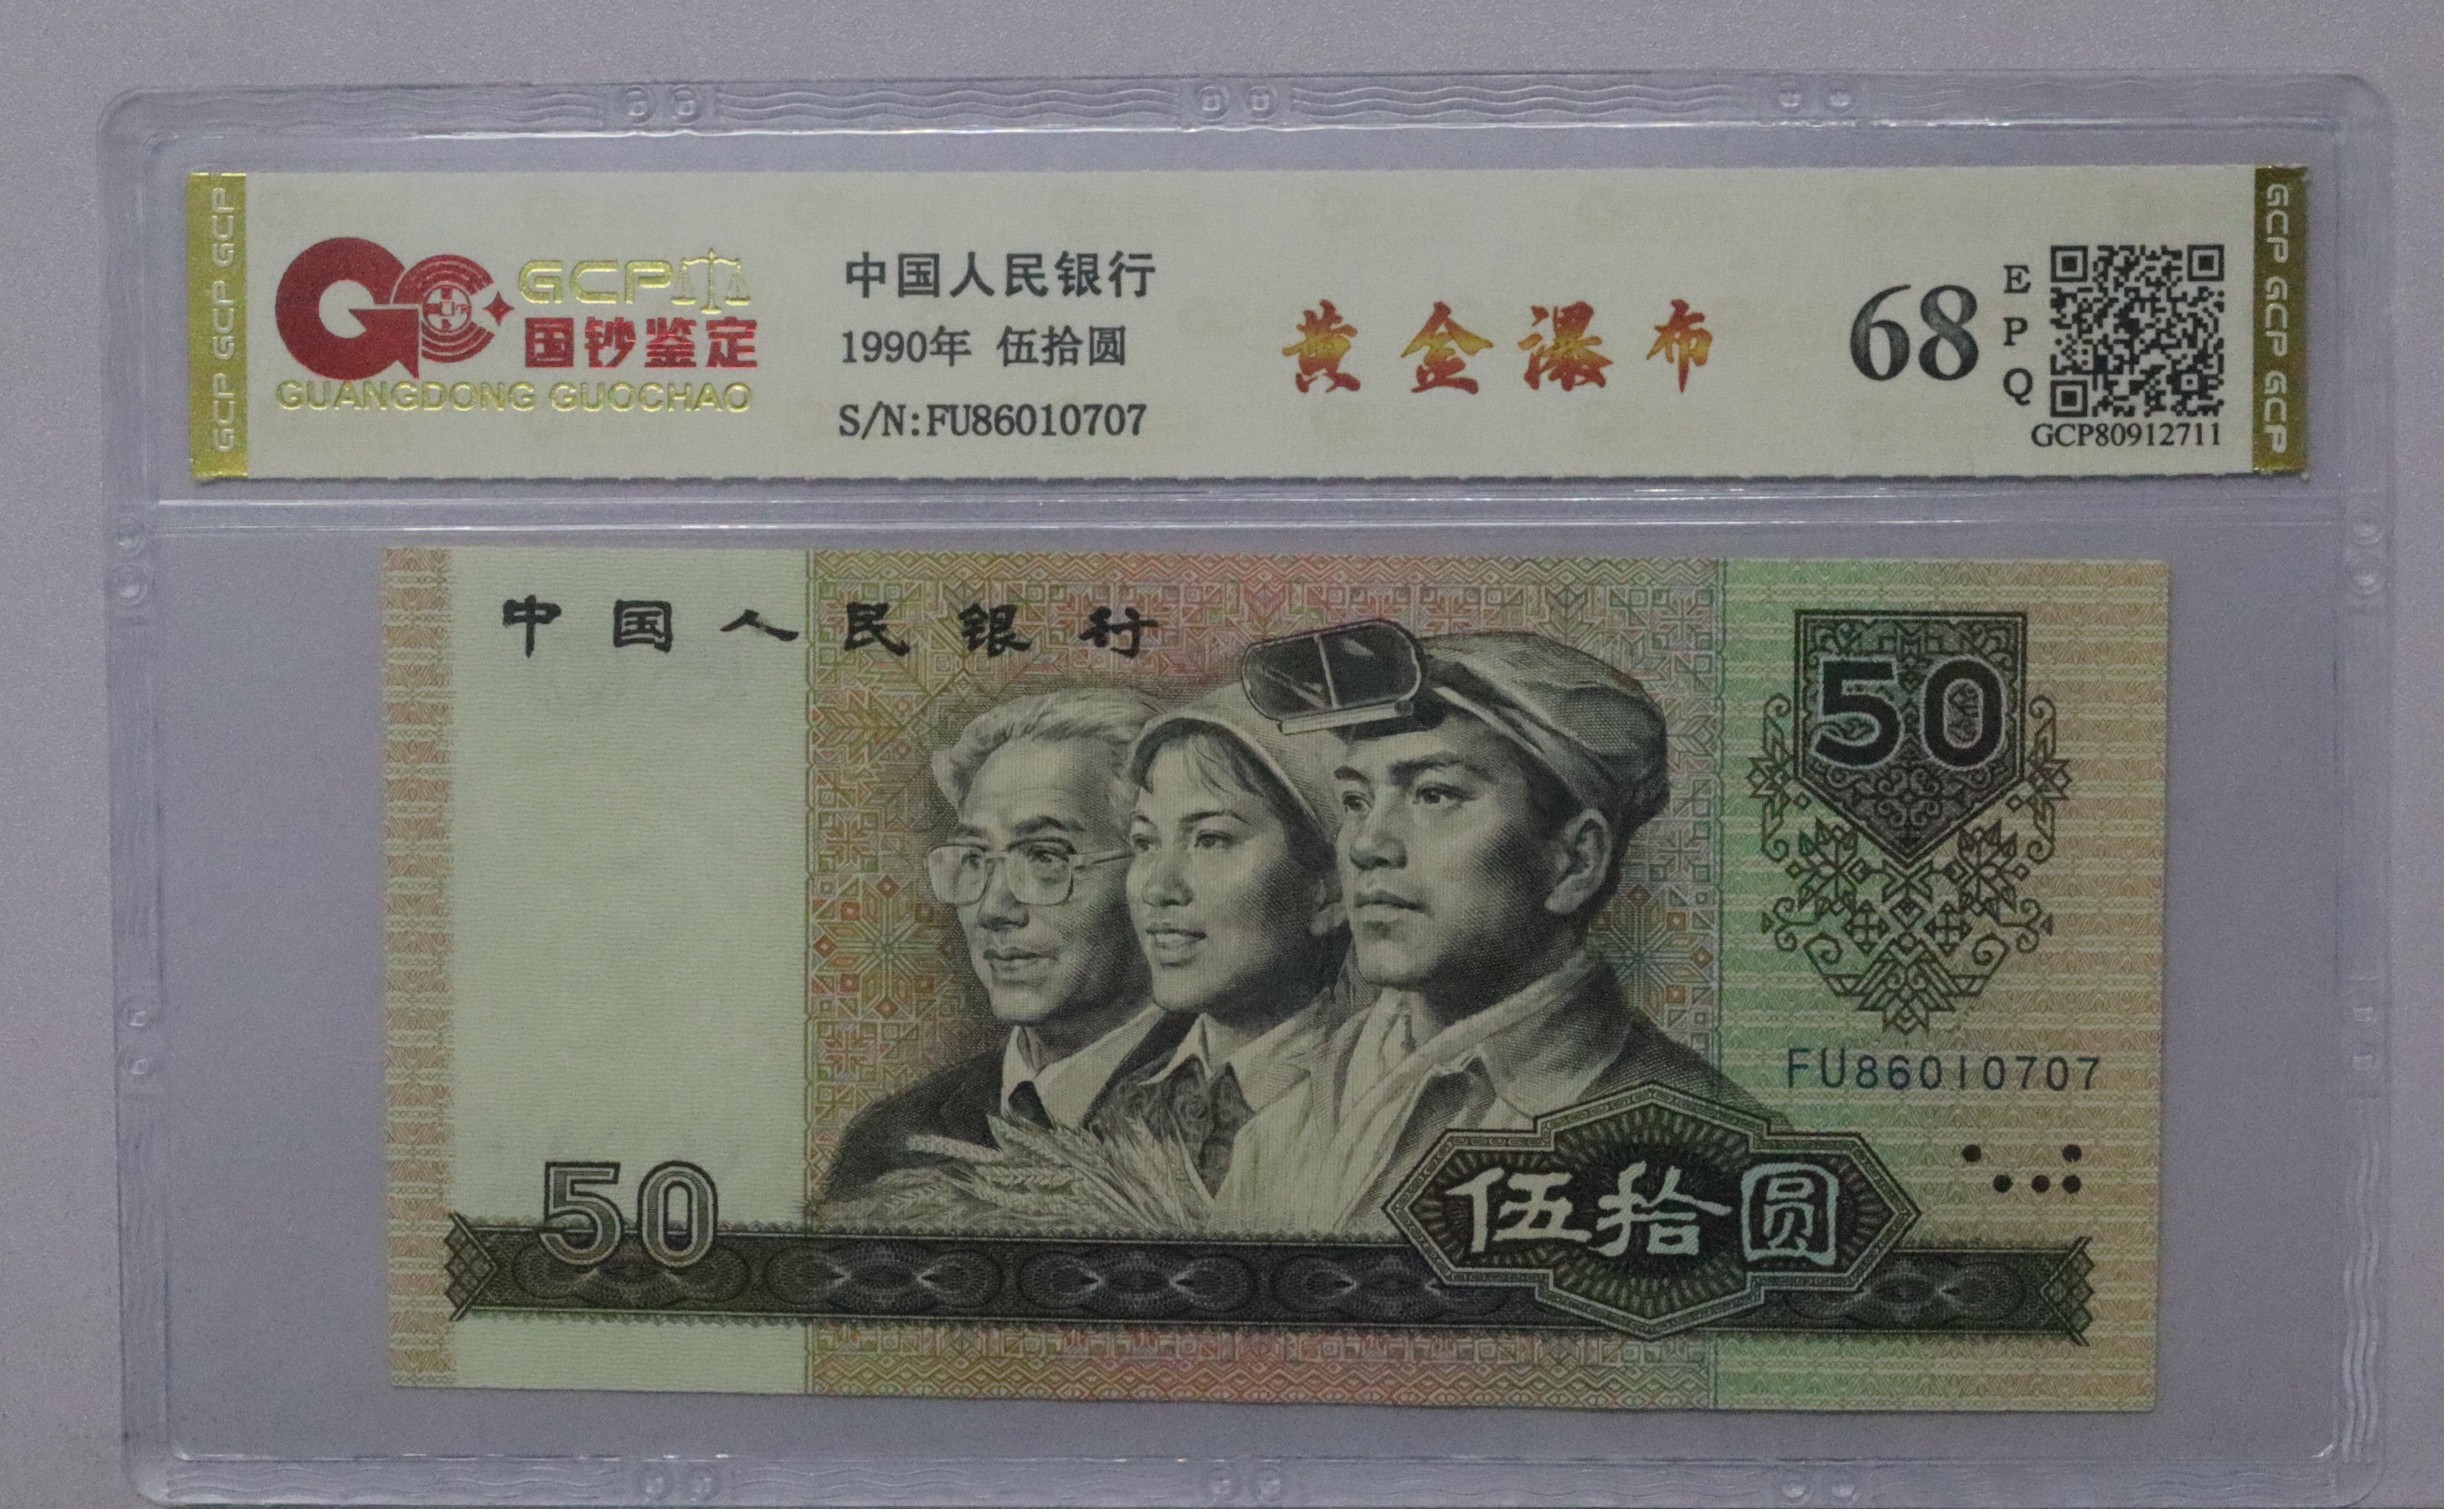 GCP GCP GCP
GCP
国钞鉴定
GUANGDONG GUOCHAO
中国人民银行
1990年 伍拾圆
S/N:FU86010707
黄金瀑布
68
EPQ
GCP80912711
GCP GCP GCP
中国人民银行
50
FU86010707
50
伍拾圆